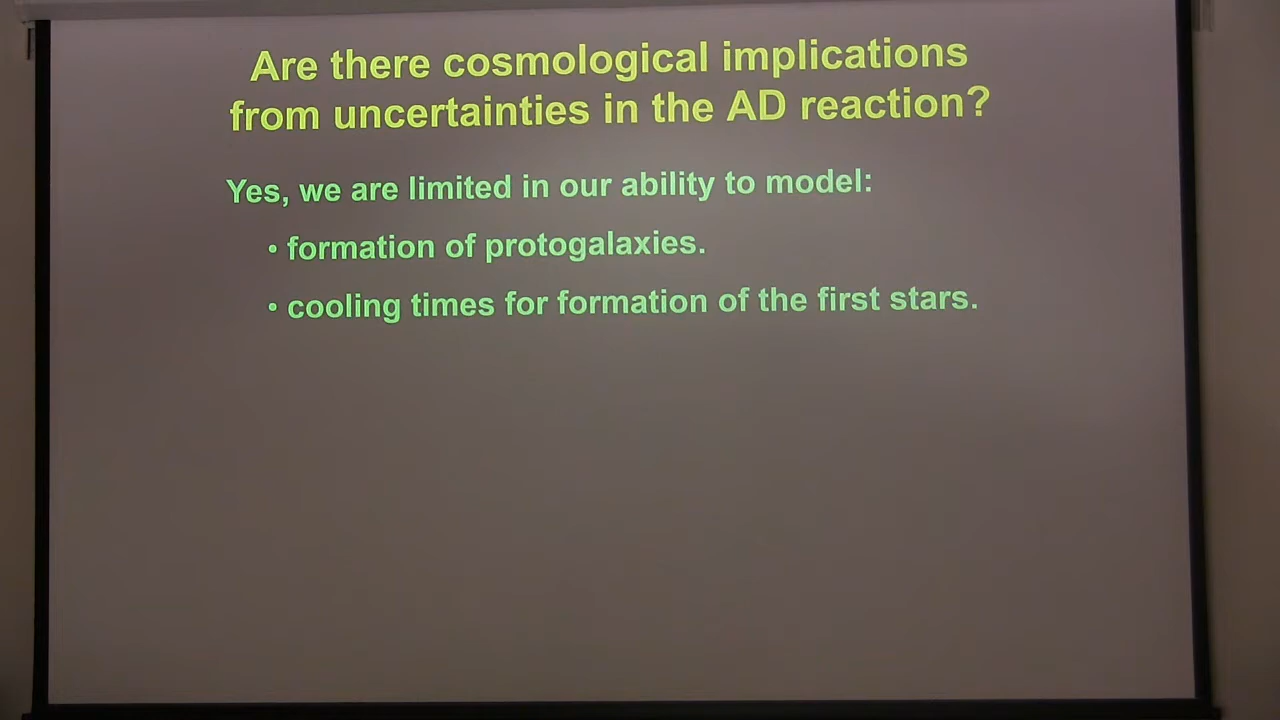 Are there cosmological implications
from uncertainties in the AD reaction?
Yes, we are limited in our ability to model:
• formation of protogalaxies.
• cooling times for formation of the first stars.